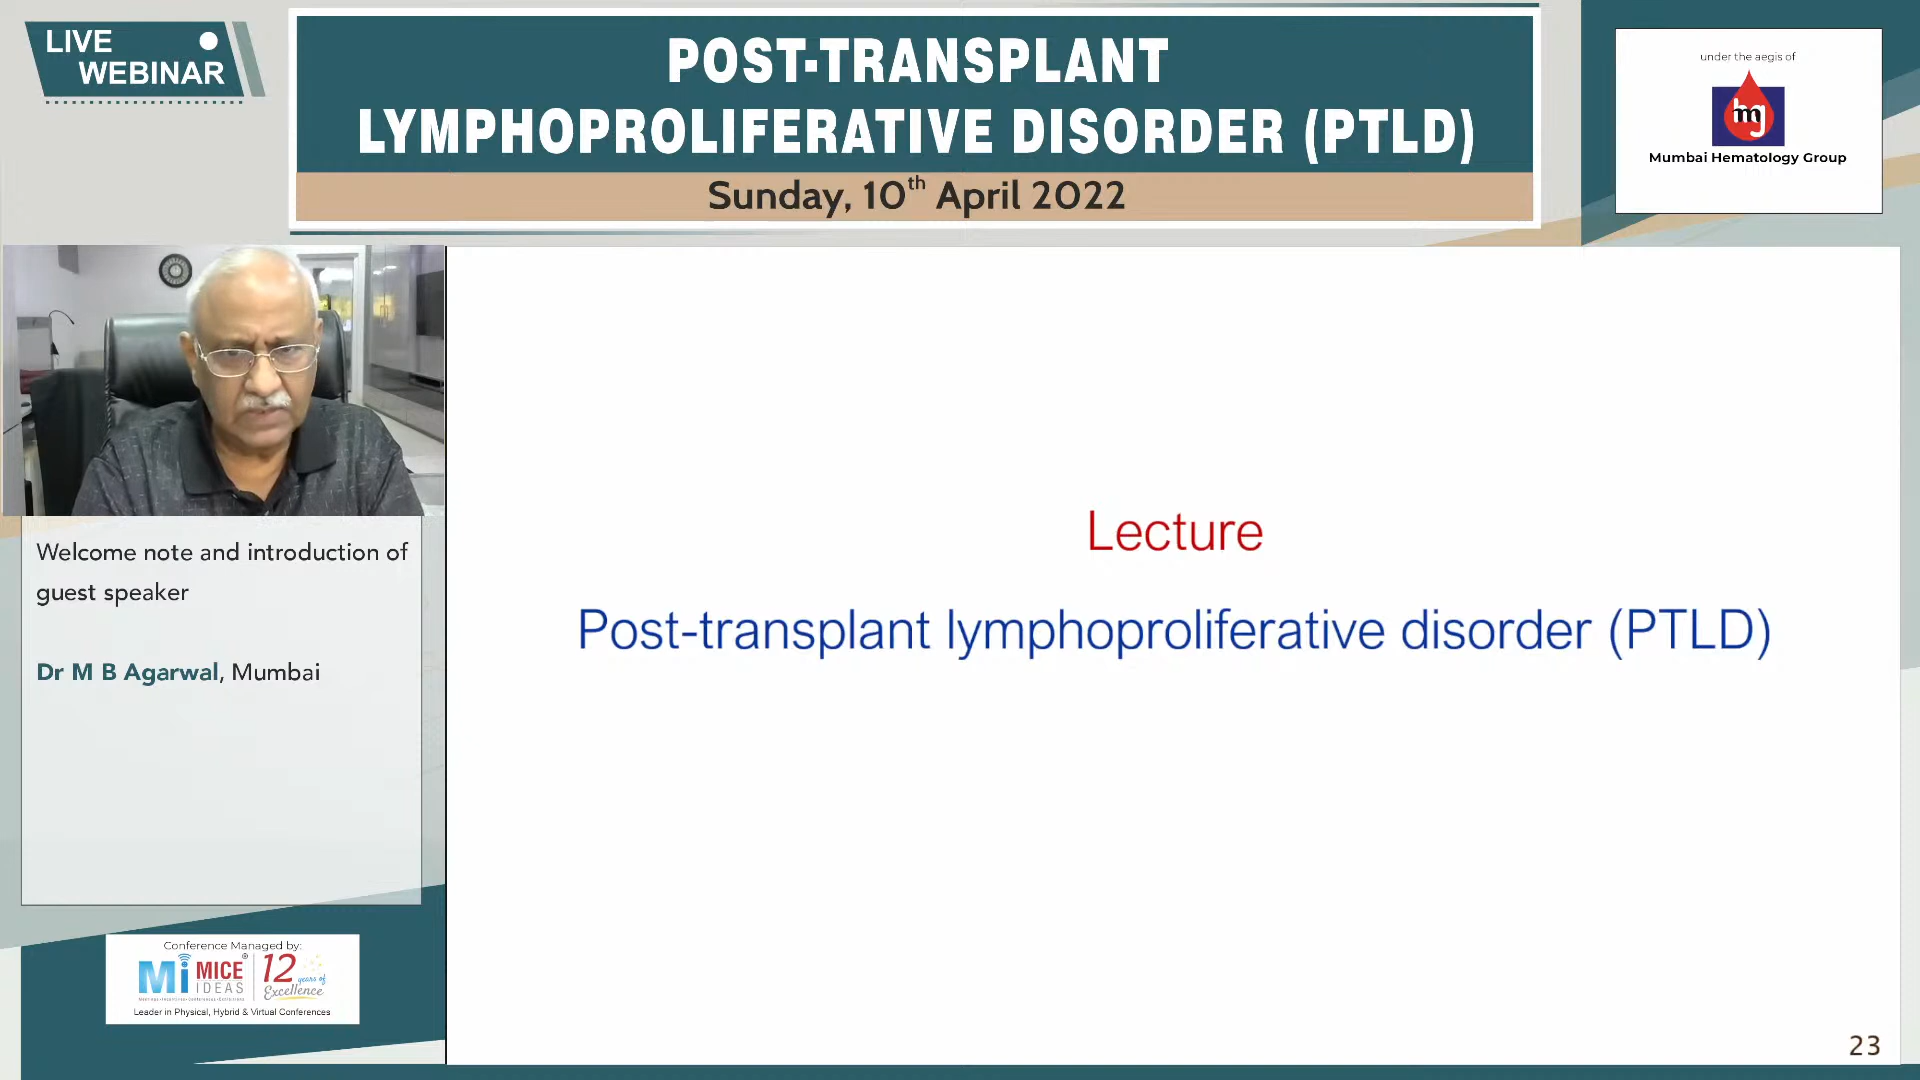 LIVE
WEBINAR
POST-TRANSPLANT
LYMPHOPROLIFERATIVE DISORDER (PTLD)
Sunday, 10th April 2022
under the aegis of
hmg
Mumbai Hematology Group
Welcome note and introduction of
guest speaker
Dr M B Agarwal, Mumbai
Lecture
Post-transplant lymphoproliferative disorder (PTLD)
Conference Managed by:
Mi MICE IDEAS
12 years of Excellence
Leader in Physical, Hybrid & Virtual Conferences
23